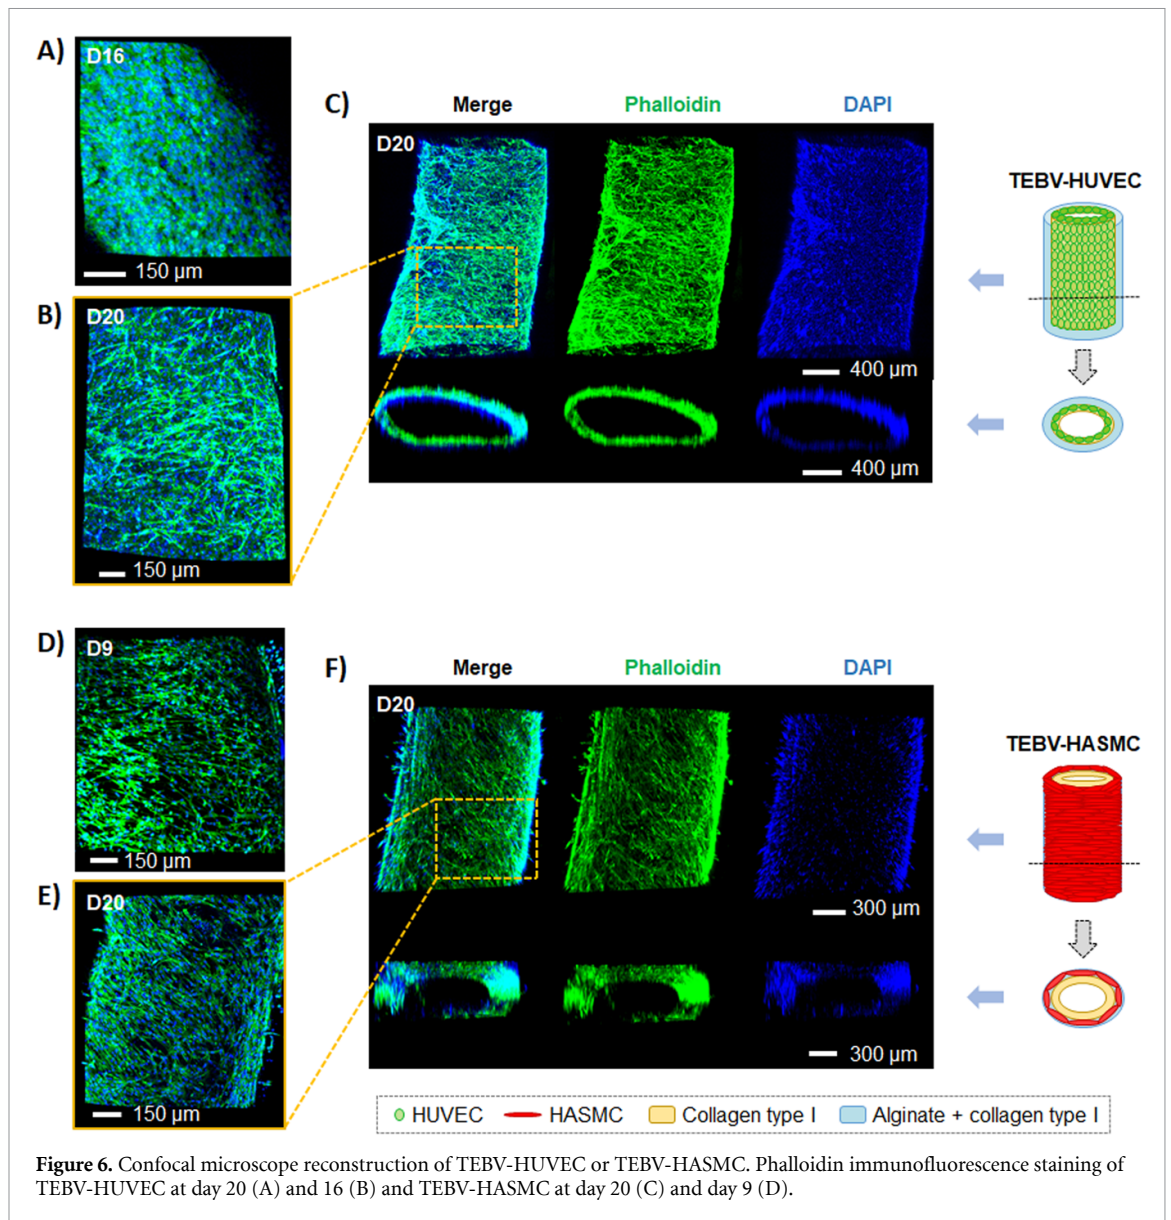 A)
D16
150 µm
B)
D20
150 µm
C)
Merge
Phalloidin
DAPI
D20
400 µm
400 µm
TEBV-HUVEC
D)
D9
150 µm
E)
D20
150 µm
F)
Merge
Phalloidin
DAPI
D20
300 µm
300 µm
TEBV-HASMC
HUVEC HASMC Collagen type I Alginate + collagen type I
Figure 6. Confocal microscope reconstruction of TEBV-HUVEC or TEBV-HASMC. Phalloidin immunofluorescence staining of
TEBV-HUVEC at day 20 (A) and 16 (B) and TEBV-HASMC at day 20 (C) and day 9 (D).